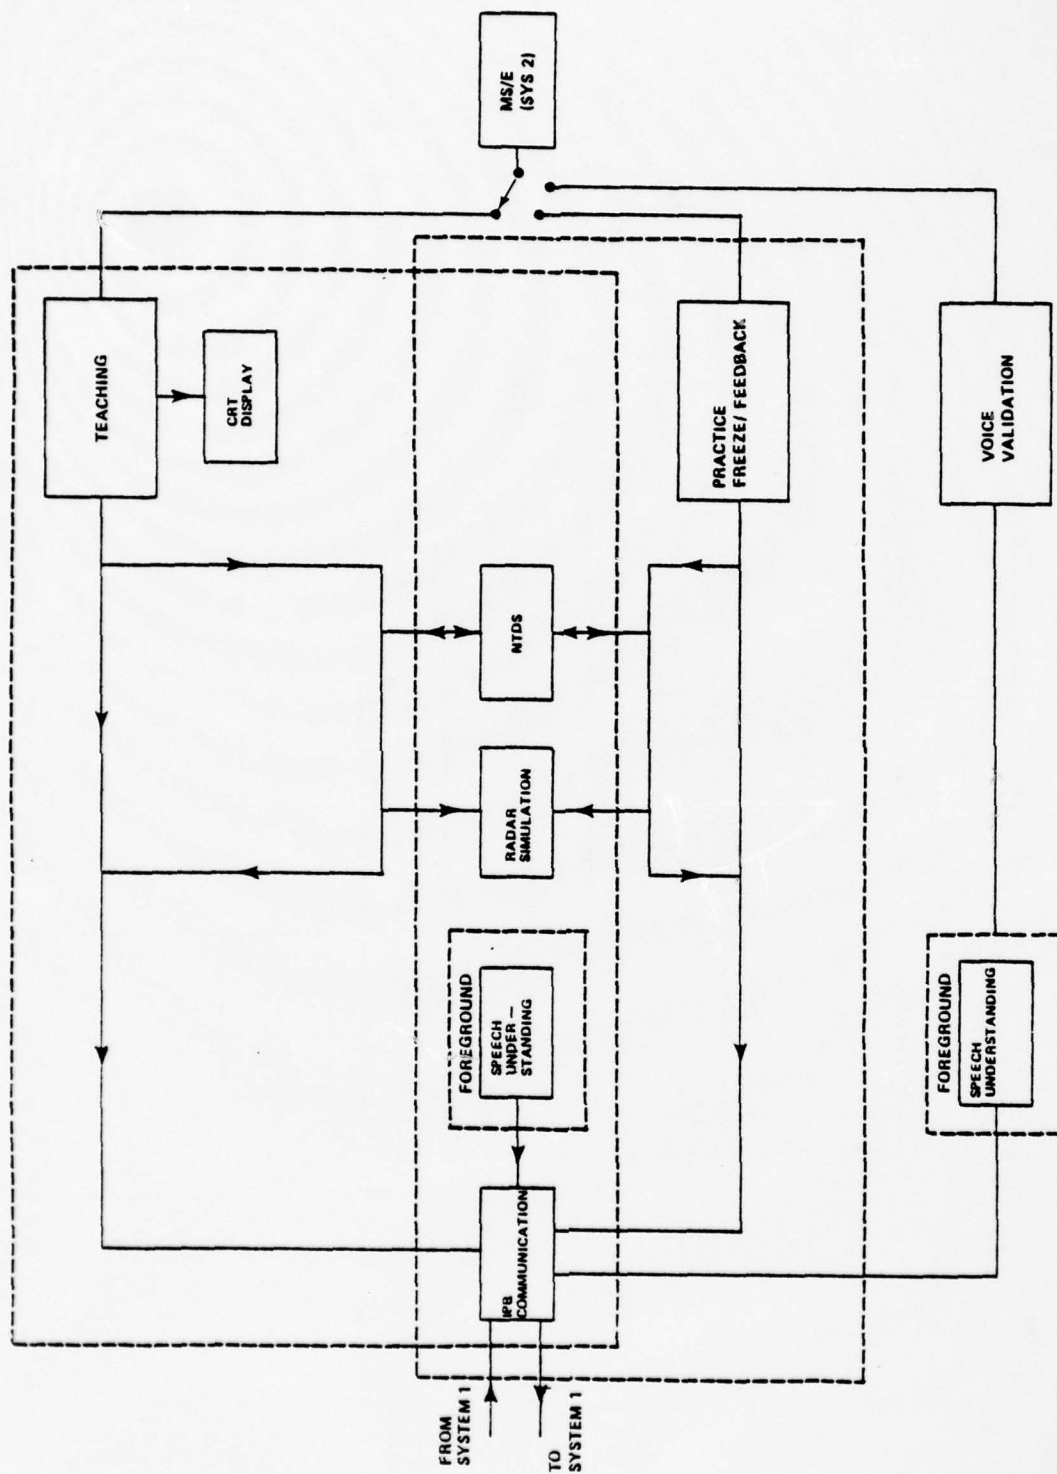 MS/E
(SYS 2)
TEACHING
CRT
DISPLAY
NTDS
PRACTICE
FREEZE/ FEEDBACK
VOICE
VALIDATION
RADAR
SIMULATION
FOREGROUND
SPEECH
UNDER –
STANDING
FOREGROUND
SPEECH
UNDERSTANDING
IPB
COMMUNICATION
FROM
SYSTEM 1
TO
SYSTEM 1